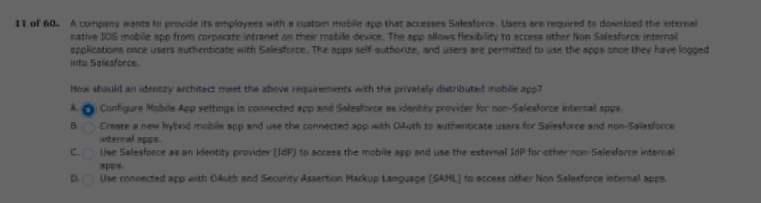 11 of 60. A company wants to provide its employees with a custom mobile app that accesses Salesforce. Users are required to download the internal
native IOS mobile app from corporate intranet on their mobile device. The app allows flexibility to access other Non Salesforce internal
applications once users authenticate with Salesforce. The apps self-authorize, and users are permitted to use the apps once they have logged
into Salesforce.
How should an identity architect meet the above requirements with the privately distributed mobile app?
A. Configure Mobile App settings in connected app and Salesforce as identity provider for non-Salesforce internal apps.
B. Create a new hybrid mobile app and use the connected app with OAuth to authenticate users for Salesforce and non-Salesforce
internal apps.
C. Use Salesforce as an identity provider (IdP) to access the mobile app and use the external IdP for other non-Salesforce internal
apps.
D. Use connected app with OAuth and Security Assertion Markup Language (SAML) to access other Non Salesforce internal apps.